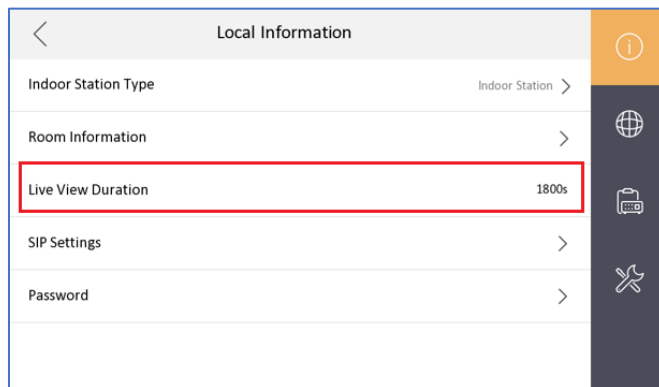 Local Information
Indoor Station Type Indoor Station
Room Information
Live View Duration 1800s
SIP Settings
Password